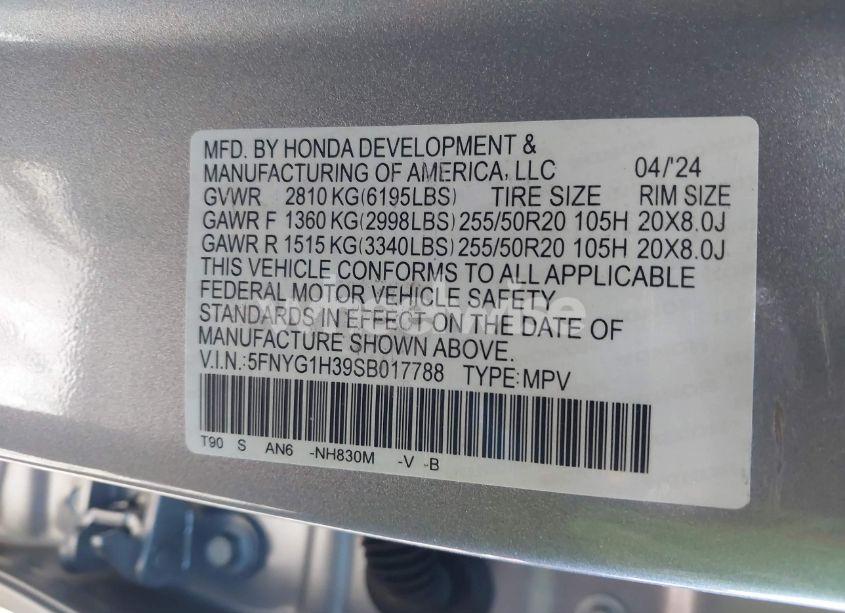 MFD. BY HONDA DEVELOPMENT &
MANUFACTURING OF AMERICA, LLC 04/'24
GVWR 2810 KG(6195LBS) TIRE SIZE RIM SIZE
GAWR F 1360 KG(2998LBS) 255/50R20 105H 20X8.0J
GAWR R 1515 KG(3340LBS) 255/50R20 105H 20X8.0J
THIS VEHICLE CONFORMS TO ALL APPLICABLE
FEDERAL MOTOR VEHICLE SAFETY
STANDARDS IN EFFECT ON THE DATE OF
MANUFACTURE SHOWN ABOVE.
V.I.N.:5FNYG1H39SB017788 TYPE:MPV
T90 S AN6 -NH830M -V -B